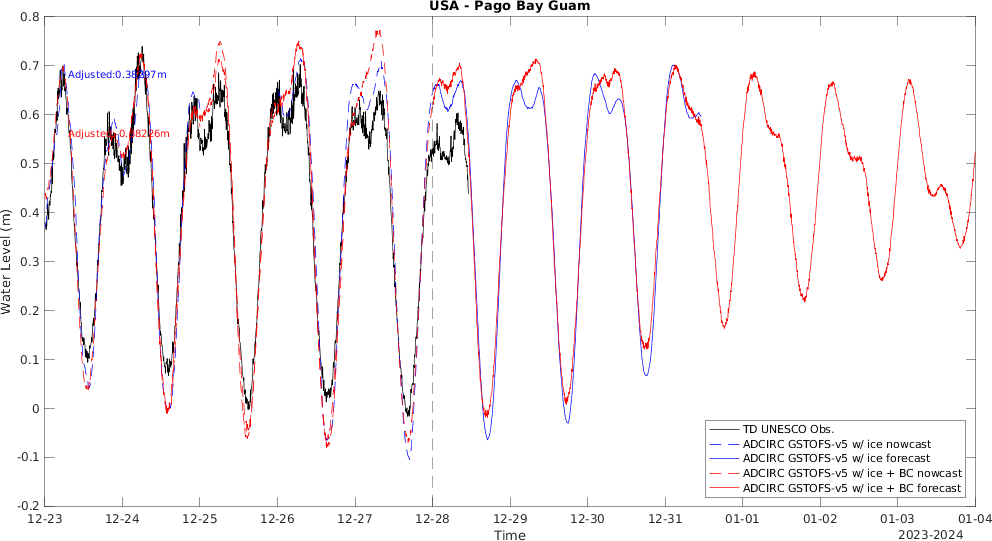 USA - Pago Bay Guam
0.8
0.7
0.6
0.5
0.4
0.3
0.2
0.1
0
-0.1
-0.2
Water Level (m)
Adjusted:0.38297m
Adjusted:-0.38226m
TD UNESCO Obs.
ADCIRC GSTOFS-v5 w/ ice nowcast
ADCIRC GSTOFS-v5 w/ ice forecast
ADCIRC GSTOFS-v5 w/ ice + BC nowcast
ADCIRC GSTOFS-v5 w/ ice + BC forecast
12-23 12-24 12-25 12-26 12-27 12-28 12-29 12-30 12-31 01-01 01-02 01-03 01-04
Time
2023-2024